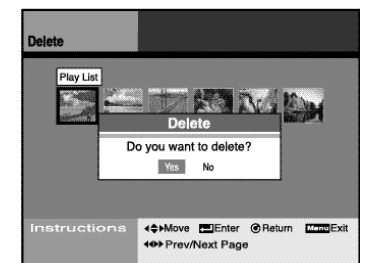 Delete
Play List
Delete
Do you want to delete?
Yes No
Instructions Move Enter Return Menu Exit
Prev/Next Page